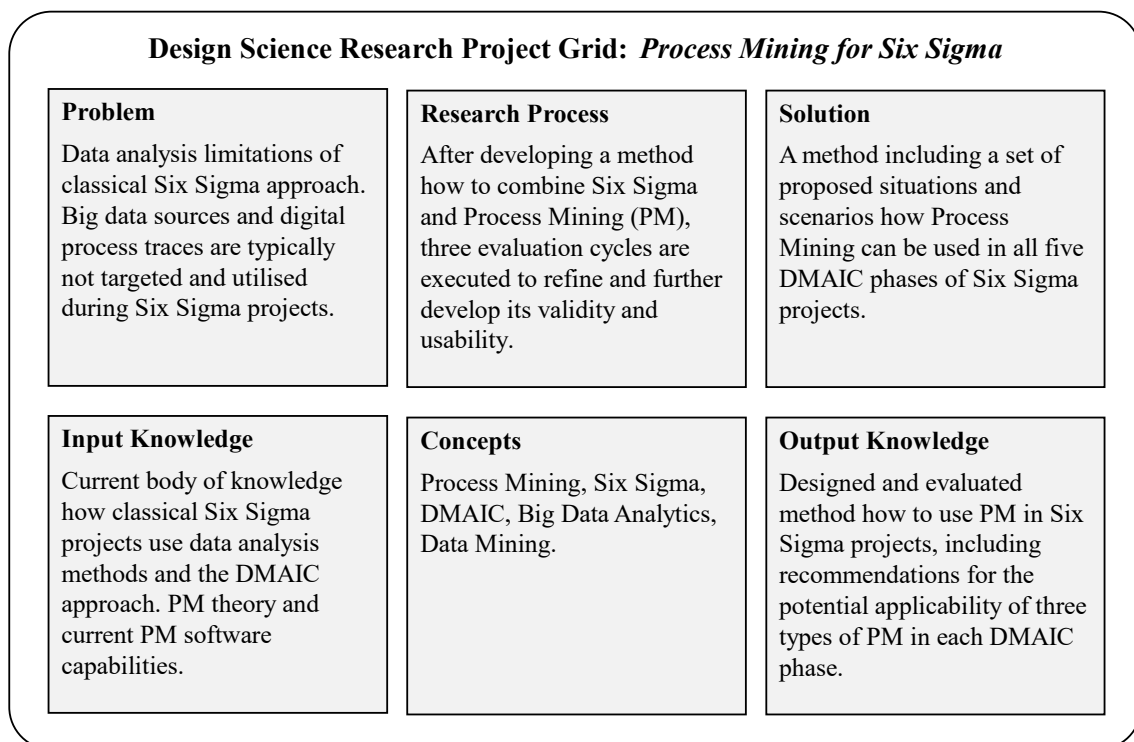 Design Science Research Project Grid: Process Mining for Six Sigma
Problem
Data analysis limitations of
classical Six Sigma approach.
Big data sources and digital
process traces are typically
not targeted and utilised
during Six Sigma projects.
Research Process
After developing a method
how to combine Six Sigma
and Process Mining (PM),
three evaluation cycles are
executed to refine and further
develop its validity and
usability.
Solution
A method including a set of
proposed situations and
scenarios how Process
Mining can be used in all five
DMAIC phases of Six Sigma
projects.
Input Knowledge
Current body of knowledge
how classical Six Sigma
projects use data analysis
methods and the DMAIC
approach. PM theory and
current PM software
capabilities.
Concepts
Process Mining, Six Sigma,
DMAIC, Big Data Analytics,
Data Mining.
Output Knowledge
Designed and evaluated
method how to use PM in Six
Sigma projects, including
recommendations for the
potential applicability of three
types of PM in each DMAIC
phase.